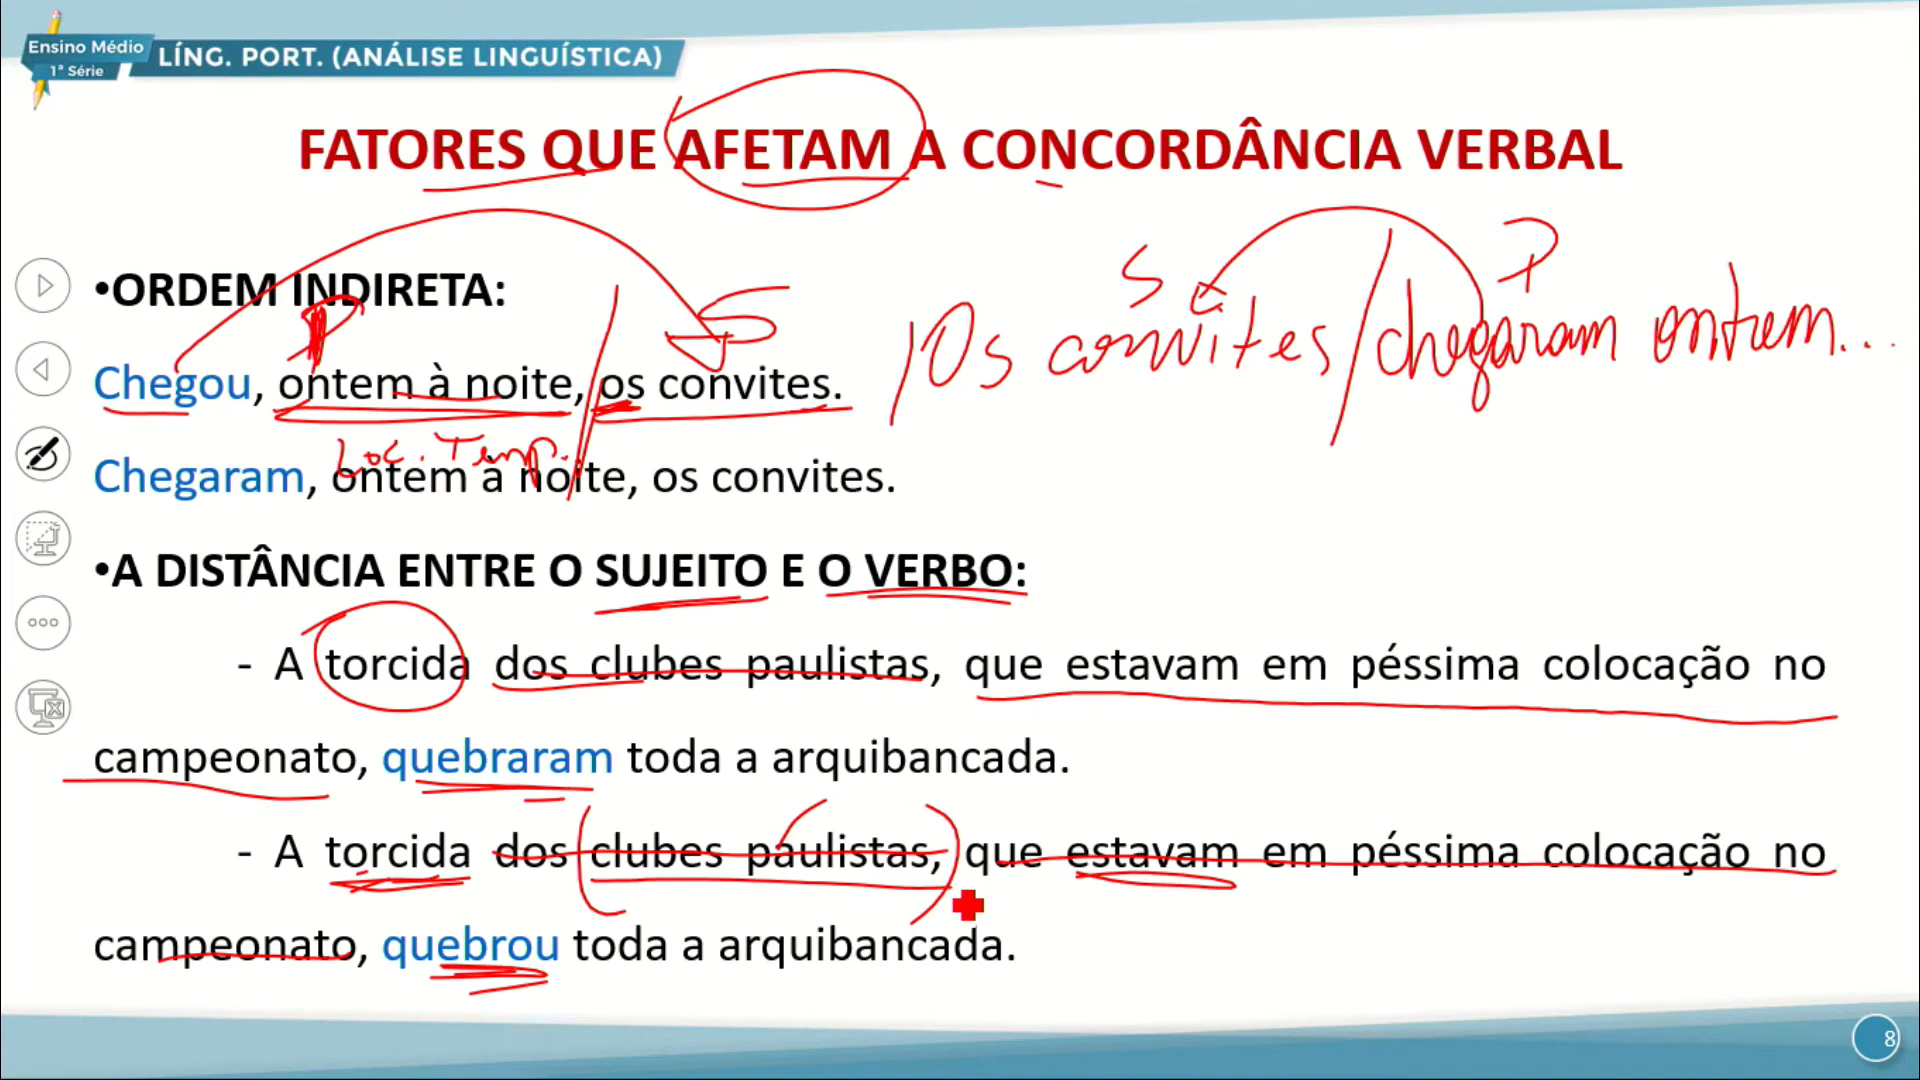 Ensino Médio
1ª Série
LÍNG. PORT. (ANÁLISE LINGUÍSTICA)
FATORES QUE AFETAM A CONCORDÂNCIA VERBAL
•ORDEM INDIRETA:
P
S
S
P
Chegou, ontem à noite, os convites.
Os convites / chegaram ontem...
Loc. Temp.
Chegaram, ontem à noite, os convites.
•A DISTÂNCIA ENTRE O SUJEITO E O VERBO:
- A torcida dos clubes paulistas, que estavam em péssima colocação no
campeonato, quebraram toda a arquibancada.
- A torcida dos clubes paulistas, que estavam em péssima colocação no
campeonato, quebrou toda a arquibancada.
8